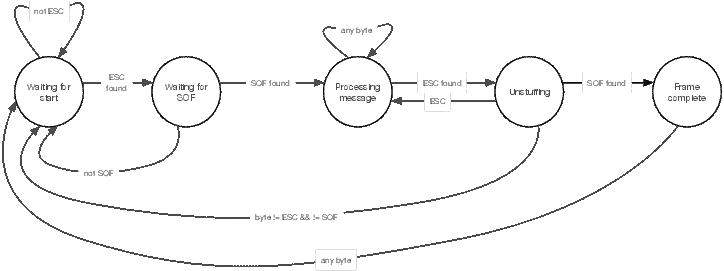 not ESC
any byte
Waiting for
start
ESC
found
Waiting for
SOF
SOF found
Processing
message
ESC found
ESC
Unstuffing
SOF found
Frame
complete
not SOF
byte != ESC && != SOF
any byte